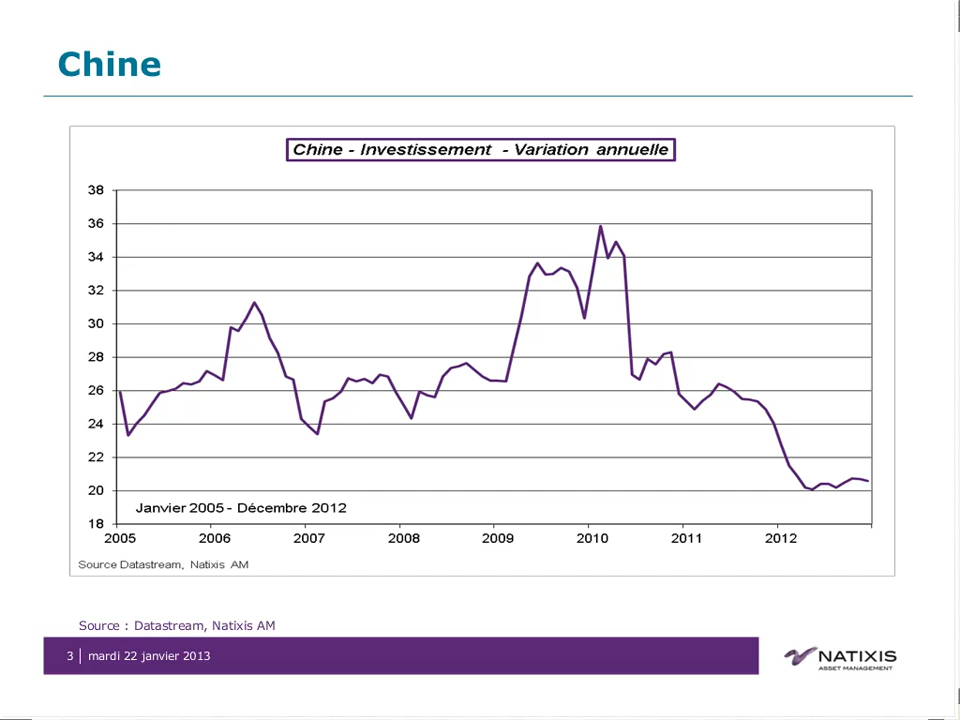 Chine
Chine - Investissement - Variation annuelle
38
36
34
32
30
28
26
24
22
20
18
Janvier 2005 - Décembre 2012
2005 2006 2007 2008 2009 2010 2011 2012
Source Datastream, Natixis AM
Source : Datastream, Natixis AM
3 mardi 22 janvier 2013
NATIXIS
ASSET MANAGEMENT